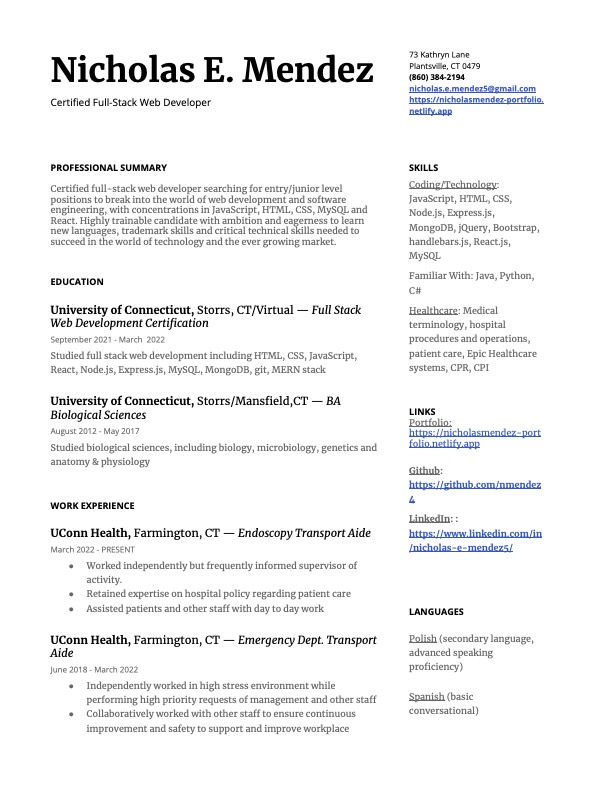 Nicholas E. Mendez
Certified Full-Stack Web Developer
73 Kathryn Lane
Plantsville, CT 0479
(860) 384-2194
nicholas.e.mendez5@gmail.com
https://nicholasmendez-portfolio.
netlify.app
PROFESSIONAL SUMMARY
Certified full-stack web developer searching for entry/junior level
positions to break into the world of web development and software
engineering, with concentrations in JavaScript, HTML, CSS, MySQL and
React. Highly trainable candidate with ambition and eagerness to learn
new languages, trademark skills and critical technical skills needed to
succeed in the world of technology and the ever growing market.
EDUCATION
University of Connecticut, Storrs, CT/Virtual — Full Stack
Web Development Certification
September 2021 - March 2022
Studied full stack web development including HTML, CSS, JavaScript,
React, Node.js, Express.js, MySQL, MongoDB, git, MERN stack
University of Connecticut, Storrs/Mansfield,CT — BA
Biological Sciences
August 2012 - May 2017
Studied biological sciences, including biology, microbiology, genetics and
anatomy & physiology
WORK EXPERIENCE
UConn Health, Farmington, CT — Endoscopy Transport Aide
March 2022 - PRESENT
● Worked independently but frequently informed supervisor of
activity.
● Retained expertise on hospital policy regarding patient care
● Assisted patients and other staff with day to day work
UConn Health, Farmington, CT — Emergency Dept. Transport
Aide
June 2018 - March 2022
● Independently worked in high stress environment while
performing high priority requests of management and other staff
● Collaboratively worked with other staff to ensure continuous
improvement and safety to support and improve workplace
SKILLS
Coding/Technology:
JavaScript, HTML, CSS,
Node.js, Express.js,
MongoDB, jQuery, Bootstrap,
handlebars.js, React.js,
MySQL
Familiar With: Java, Python,
C#
Healthcare: Medical
terminology, hospital
procedures and operations,
patient care, Epic Healthcare
systems, CPR, CPI
LINKS
Portfolio:
https://nicholasmendez-port
folio.netlify.app
Github:
https://github.com/nmendez
4
LinkedIn: :
https://www.linkedin.com/in
/nicholas-e-mendez5/
LANGUAGES
Polish (secondary language,
advanced speaking
proficiency)
Spanish (basic
conversational)